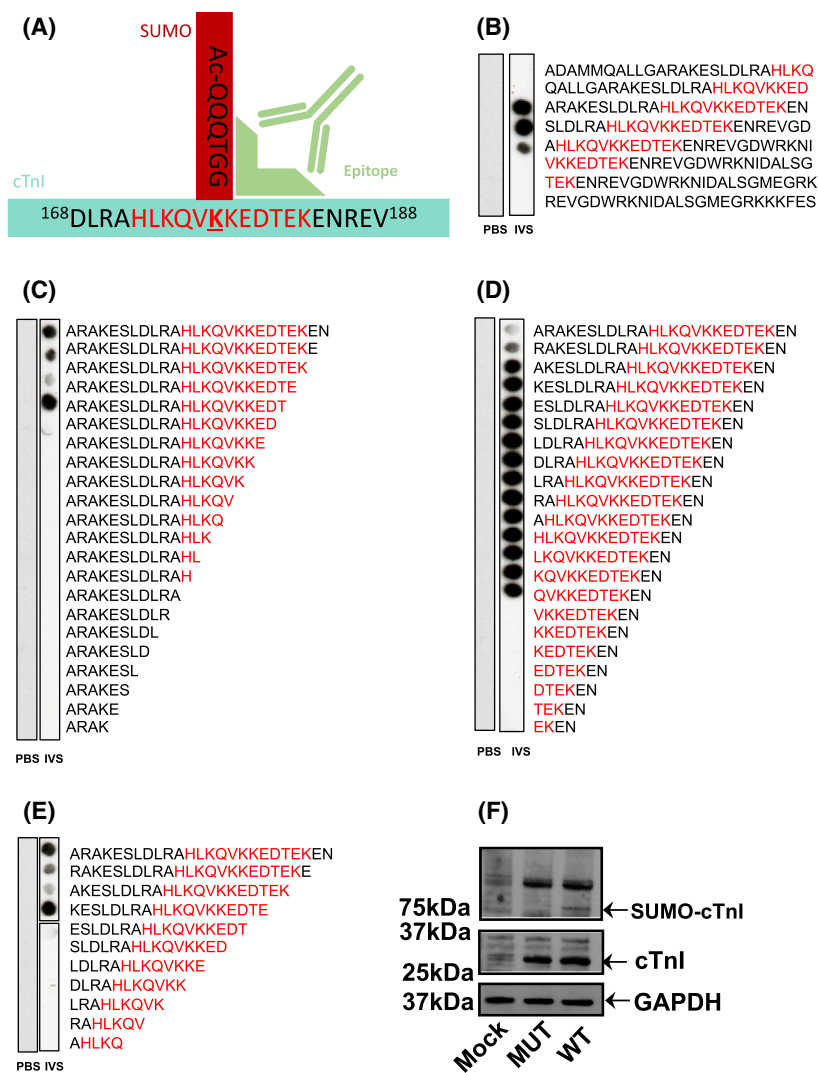 (A)
SUMO
Ac-QQQTGG
Epitope
cTnI
168DLRAHLKQVKKEDTEKENREV188
(B)
ADAMMQALLGARAKESLDLRAHLKQ
QALLGARAKESLDLRAHLKQVKKED
ARAKESLDLRAHLKQVKKEDTEKEN
SLDLRAHLKQVKKEDTEKENREVGD
AHLKQVKKEDTEKENREVGDWRKNI
VKKEDTEKENREVGDWRKNIDALSG
TEKENREVGDWRKNIDALSGMEGRK
REVGDWRKNIDALSGMEGRKKKFES
PBS IVS
(C)
ARAKESLDLRAHLKQVKKEDTEKEN
ARAKESLDLRAHLKQVKKEDTEKE
ARAKESLDLRAHLKQVKKEDTEK
ARAKESLDLRAHLKQVKKEDTE
ARAKESLDLRAHLKQVKKEDT
ARAKESLDLRAHLKQVKKED
ARAKESLDLRAHLKQVKKE
ARAKESLDLRAHLKQVKK
ARAKESLDLRAHLKQVK
ARAKESLDLRAHLKQV
ARAKESLDLRAHLKQ
ARAKESLDLRAHLK
ARAKESLDLRAHL
ARAKESLDLRAH
ARAKESLDLRA
ARAKESLDLR
ARAKESLDL
ARAKESLD
ARAKESL
ARAKES
ARAKE
ARAK
PBS IVS
(D)
ARAKESLDLRAHLKQVKKEDTEKEN
RAKESLDLRAHLKQVKKEDTEKEN
AKESLDLRAHLKQVKKEDTEKEN
KESLDLRAHLKQVKKEDTEKEN
ESLDLRAHLKQVKKEDTEKEN
SLDLRAHLKQVKKEDTEKEN
LDLRAHLKQVKKEDTEKEN
DLRAHLKQVKKEDTEKEN
LRAHLKQVKKEDTEKEN
RAHLKQVKKEDTEKEN
AHLKQVKKEDTEKEN
HLKQVKKEDTEKEN
LKQVKKEDTEKEN
KQVKKEDTEKEN
QVKKEDTEKEN
VKKEDTEKEN
KKEDTEKEN
KEDTEKEN
EDTEKEN
DTEKEN
TEKEN
EKEN
PBS IVS
(E)
ARAKESLDLRAHLKQVKKEDTEKEN
RAKESLDLRAHLKQVKKEDTEKE
AKESLDLRAHLKQVKKEDTEK
KESLDLRAHLKQVKKEDTE
ESLDLRAHLKQVKKEDT
SLDLRAHLKQVKKED
LDLRAHLKQVKKE
DLRAHLKQVKK
LRAHLKQVK
RAHLKQV
AHLKQ
PBS IVS
(F)
75kDa
SUMO-cTnI
37kDa
cTnI
25kDa
37kDa
GAPDH
Mock MUT WT